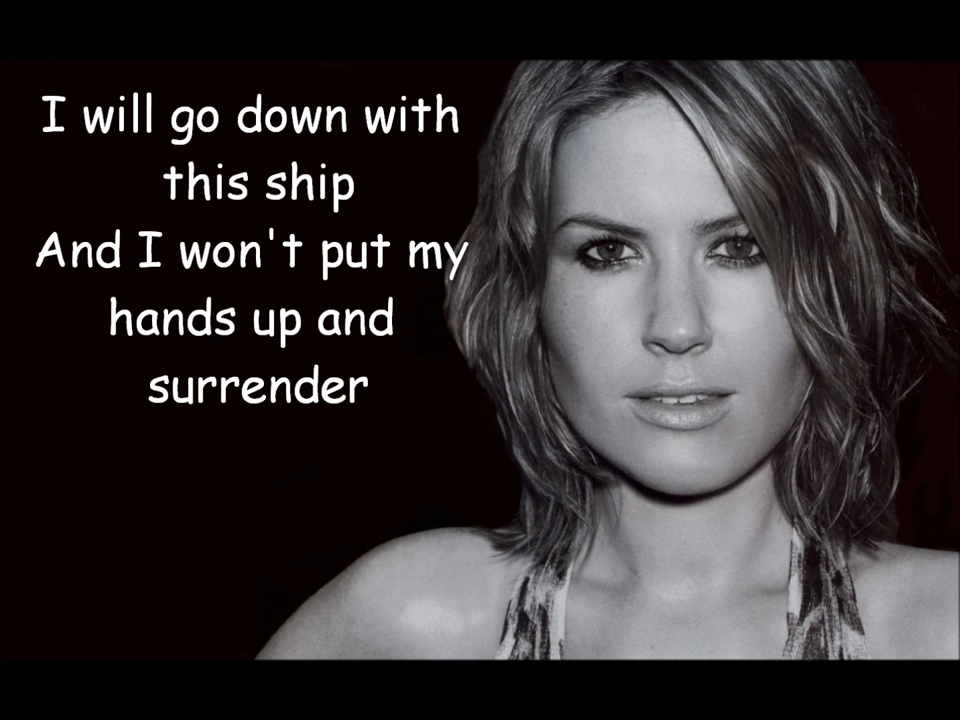 I will go down with
this ship
And I won't put my
hands up and
surrender